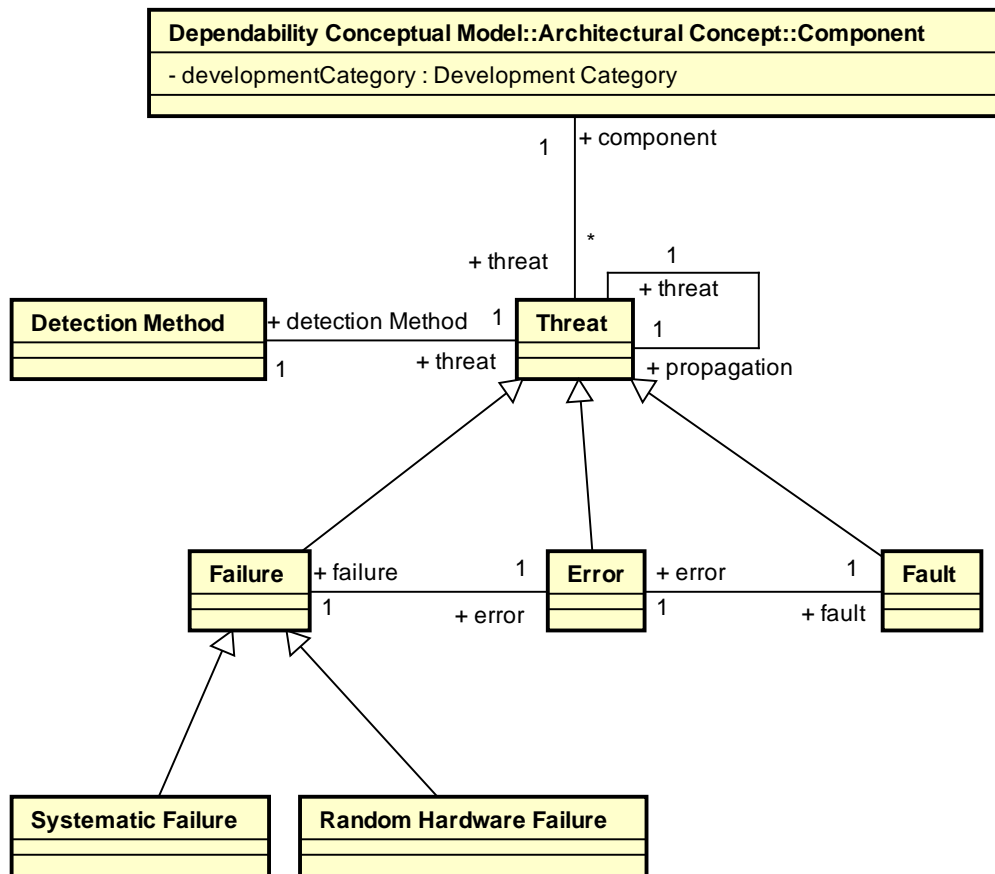 Dependability Conceptual Model::Architectural Concept::Component
- developmentCategory : Development Category
1
+ component
*
+ threat
1
+ threat
Detection Method
+ detection Method
1
Threat
1
1
+ threat
+ propagation
Failure
+ failure
1
1
+ error
Error
+ error
1
1
+ fault
Fault
Systematic Failure
Random Hardware Failure